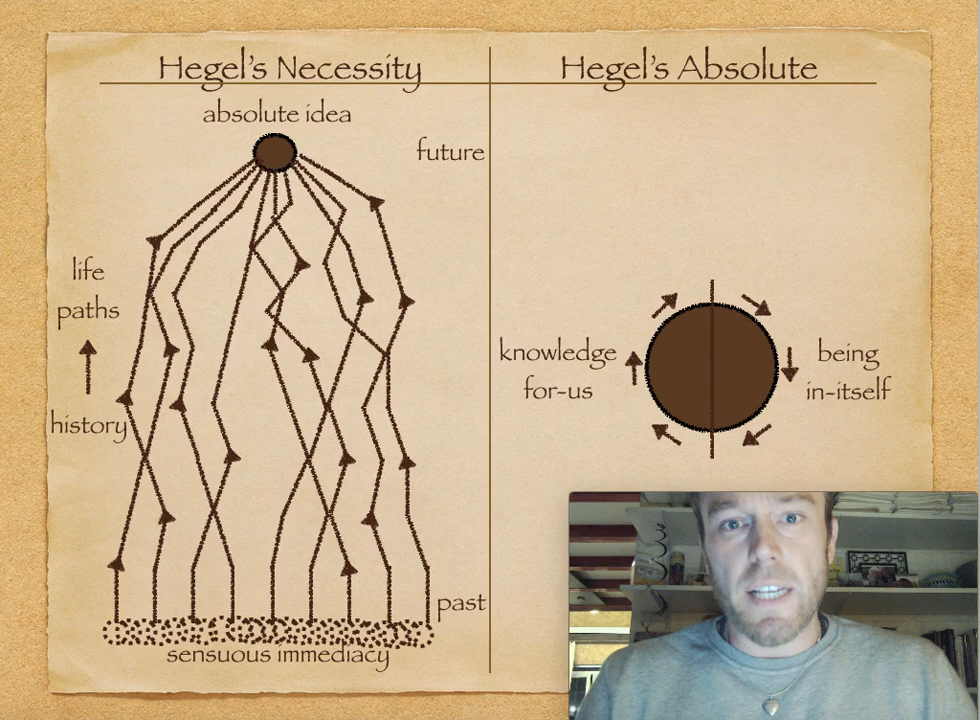 Hegel's Necessity
absolute idea
future
life
paths
history
past
sensuous immediacy
Hegel's Absolute
knowledge
for-us
being
in-itself